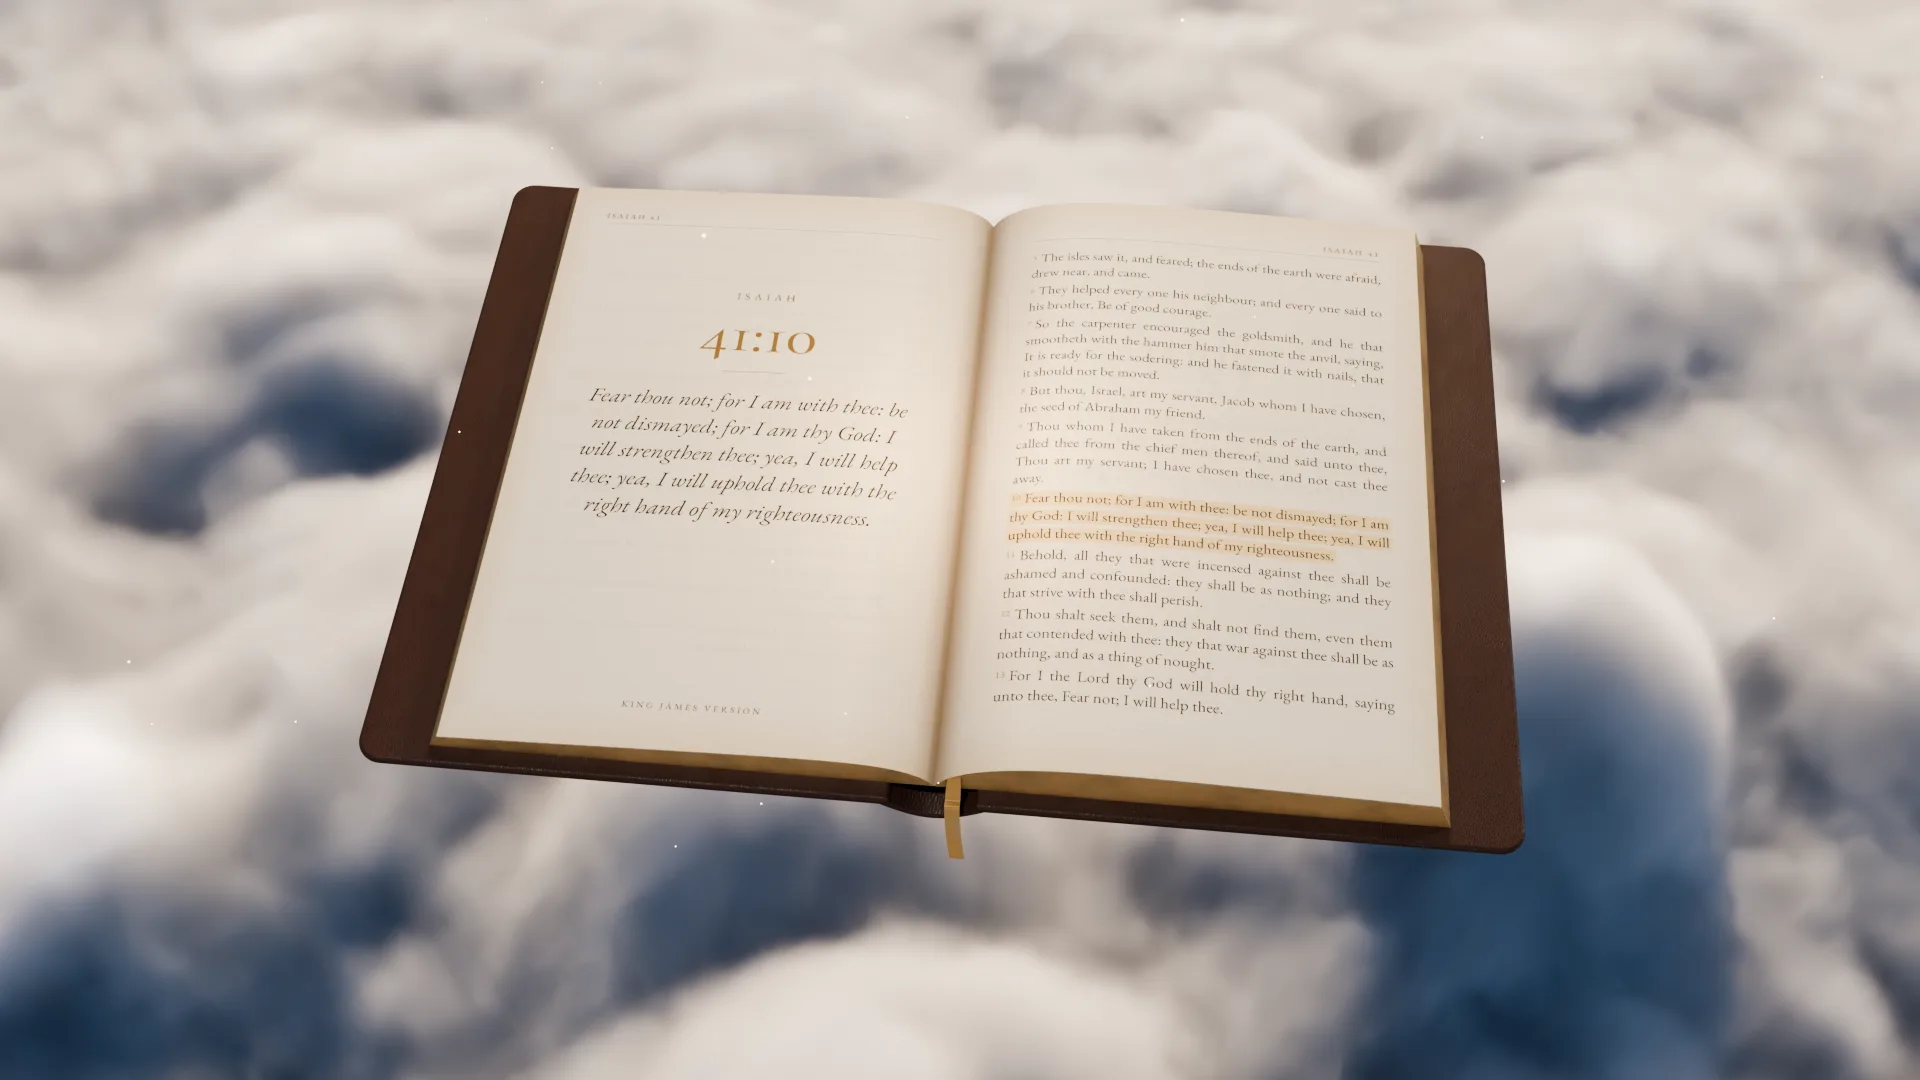 ISAIAH 41
ISAIAH
41:10
Fear thou not; for I am with thee: be
not dismayed; for I am thy God: I
will strengthen thee; yea, I will help
thee; yea, I will uphold thee with the
right hand of my righteousness.
KING JAMES VERSION
ISAIAH 41
5 The isles saw it, and feared; the ends of the earth were afraid,
drew near, and came.
6 They helped every one his neighbour; and every one said to
his brother, Be of good courage.
7 So the carpenter encouraged the goldsmith, and he that
smootheth with the hammer him that smote the anvil, saying,
It is ready for the sodering: and he fastened it with nails, that
it should not be moved.
8 But thou, Israel, art my servant, Jacob whom I have chosen,
the seed of Abraham my friend.
9 Thou whom I have taken from the ends of the earth, and
called thee from the chief men thereof, and said unto thee,
Thou art my servant; I have chosen thee, and not cast thee
away.
10 Fear thou not; for I am with thee: be not dismayed; for I am
thy God: I will strengthen thee; yea, I will help thee; yea, I will
uphold thee with the right hand of my righteousness.
11 Behold, all they that were incensed against thee shall be
ashamed and confounded: they shall be as nothing; and they
that strive with thee shall perish.
12 Thou shalt seek them, and shalt not find them, even them
that contended with thee: they that war against thee shall be as
nothing, and as a thing of nought.
13 For I the Lord thy God will hold thy right hand, saying
unto thee, Fear not; I will help thee.